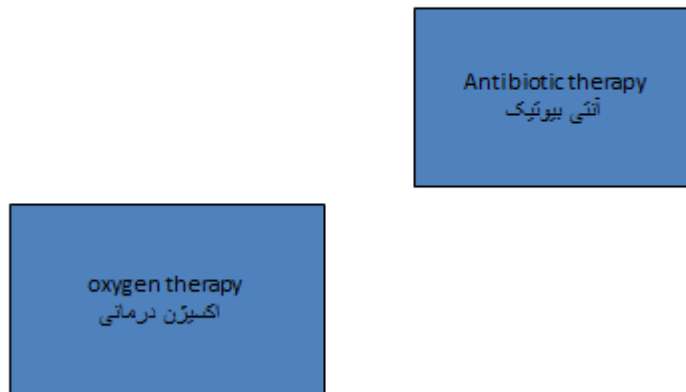 Antibiotic therapy
آنتی بیوتیک
oxygen therapy
اکسیژن درمانی